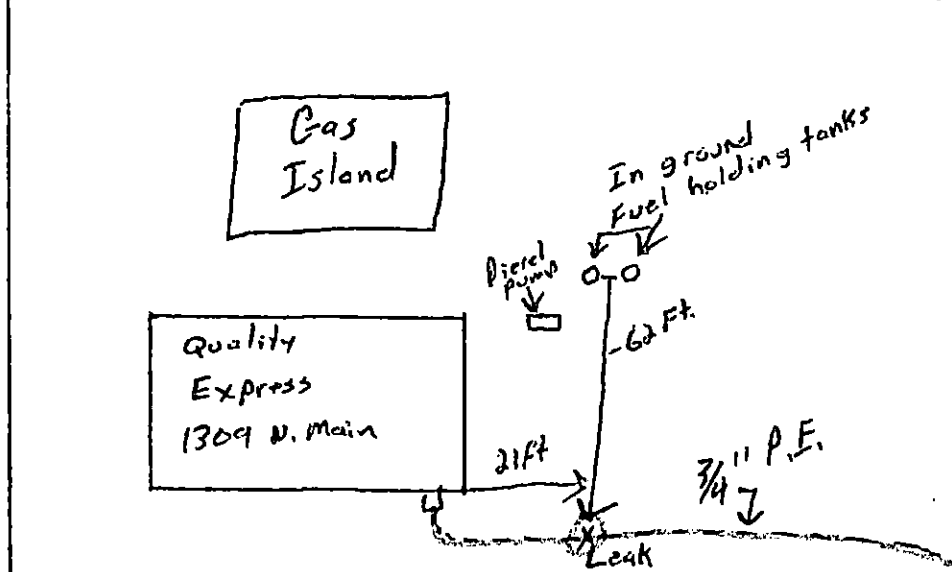 Gas
Island
In ground
Fuel holding tanks
Diesel
pump
62 Ft.
Quality
Express
1309 N. Main
21ft
3/4" P.E.
Leak